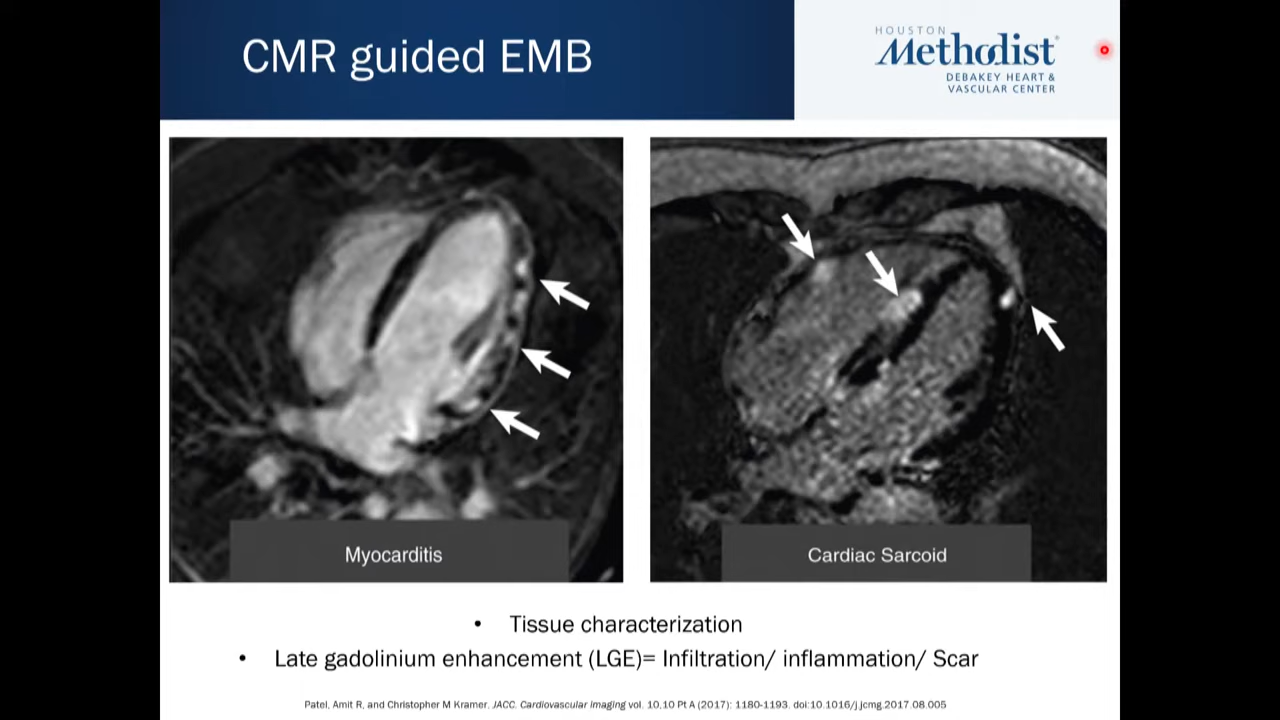 CMR guided EMB
HOUSTON
Methodist
DEBAKEY HEART &
VASCULAR CENTER
Myocarditis
Cardiac Sarcoid
• Tissue characterization
• Late gadolinium enhancement (LGE)= Infiltration/ inflammation/ Scar
Patel, Amit R, and Christopher M Kramer. JACC. Cardiovascular imaging vol. 10,10 Pt A (2017): 1180-1193. doi:10.1016/j.jcmg.2017.08.005